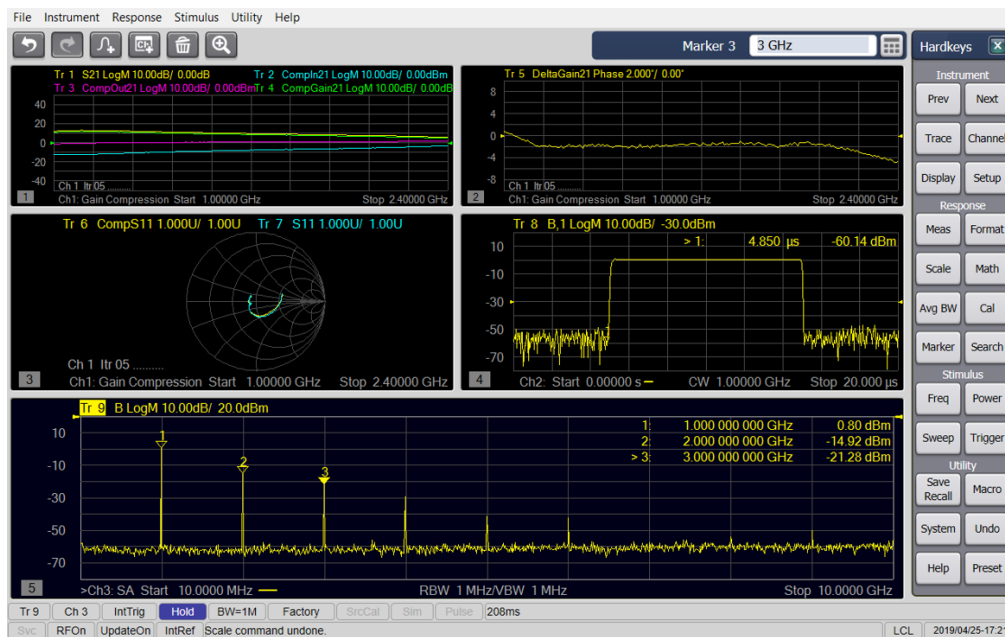 File Instrument Response Stimulus Utility Help
Marker 3 3 GHz
Hardkeys X
Tr 1 S21 LogM 10.00dB/ 0.00dB Tr 2 CompIn21 LogM 10.00dB/ 0.00dBm
Tr 3 CompOut21 LogM 10.00dB/ 0.00dBm Tr 4 CompGain21 LogM 10.00dB/ 0.00dB
40
20
0
-20
-40
Ch 1 Itr 05 ..........
1 Ch1: Gain Compression Start 1.00000 GHz Stop 2.40000 GHz
Tr 5 DeltaGain21 Phase 2.000°/ 0.00°
8
4
0
-4
-8
Ch 1 Itr 05 ..........
2 Ch1: Gain Compression Start 1.00000 GHz Stop 2.40000 GHz
Tr 6 CompS11 1.000U/ 1.00U Tr 7 S11 1.000U/ 1.00U
Ch 1 Itr 05 ..........
3 Ch1: Gain Compression Start 1.00000 GHz Stop 2.40000 GHz
Tr 8 B,1 LogM 10.00dB/ -30.0dBm
> 1: 4.850 µs -60.14 dBm
10
-10
-30
-50
-70
4 Ch2: Start 0.00000 s CW 1.00000 GHz Stop 20.000 µs
Tr 9 B LogM 10.00dB/ 20.0dBm
1: 1.000 000 000 GHz 0.80 dBm
2: 2.000 000 000 GHz -14.92 dBm
> 3: 3.000 000 000 GHz -21.28 dBm
1
2
3
10
-10
-30
-50
-70
5 >Ch3: SA Start 10.0000 MHz RBW 1 MHz/VBW 1 MHz Stop 10.0000 GHz
Instrument
Prev Next
Trace Channel
Display Setup
Response
Meas Format
Scale Math
Avg BW Cal
Marker Search
Stimulus
Freq Power
Sweep Trigger
Utility
Save Recall Macro
System Undo
Help Preset
Tr 9 Ch 3 IntTrig Hold BW=1M Factory SrcCal Sim Pulse 208ms
Svc RFOn UpdateOn IntRef Scale command undone. LCL 2019/04/25-17:21